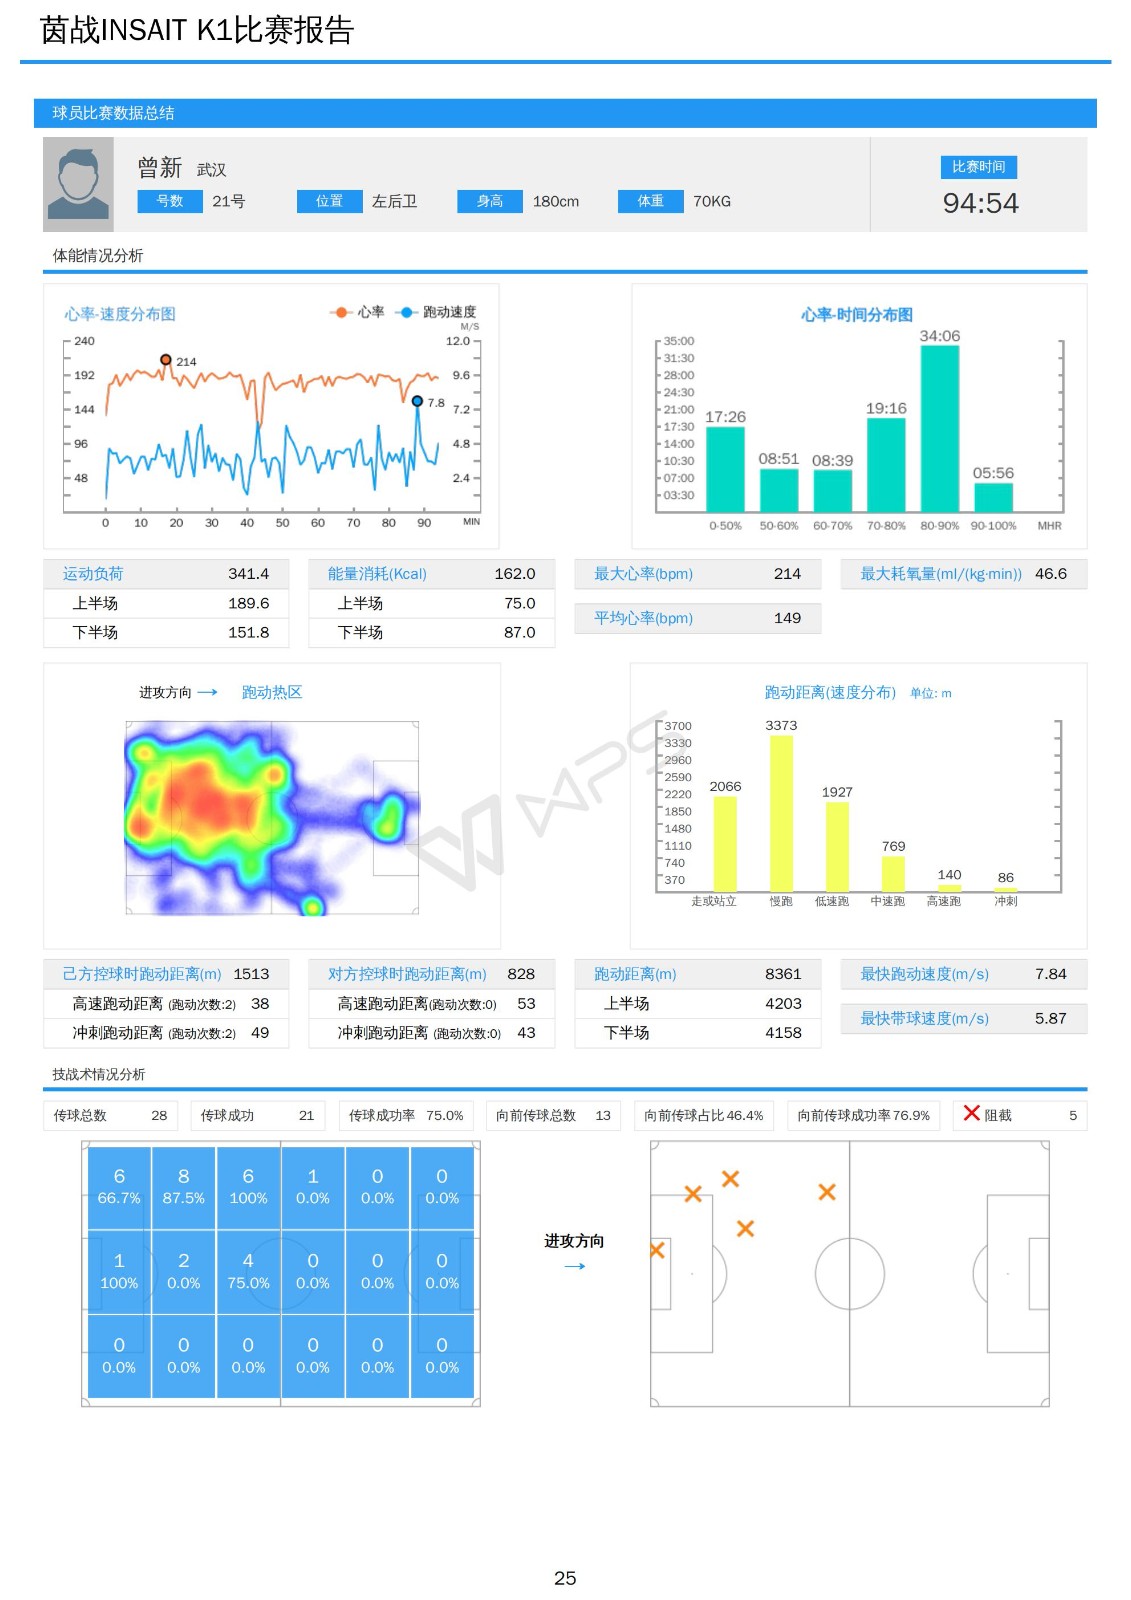 茵战INSAIT K1比赛报告
球员比赛数据总结
曾新 武汉
号数 21号 位置 左后卫 身高 180cm 体重 70KG
比赛时间
94:54
体能情况分析
心率-速度分布图 心率 跑动速度
M/S
240 12.0
214
192 9.6
7.8
144 7.2
96 4.8
48 2.4
0 10 20 30 40 50 60 70 80 90 MIN
心率-时间分布图
35:00
31:30
28:00
24:30
21:00
17:30
14:00
10:30
07:00
03:30
17:26 08:51 08:39 19:16 34:06 05:56
0-50% 50-60% 60-70% 70-80% 80-90% 90-100% MHR
运动负荷 341.4
上半场 189.6
下半场 151.8
能量消耗(Kcal) 162.0
上半场 75.0
下半场 87.0
最大心率(bpm) 214
平均心率(bpm) 149
最大耗氧量(ml/(kg·min)) 46.6
进攻方向 → 跑动热区
跑动距离(速度分布) 单位: m
3700
3330
2960
2590
2220
1850
1480
1110
740
370
2066 3373 1927 769 140 86
走或站立 慢跑 低速跑 中速跑 高速跑 冲刺
WPS
己方控球时跑动距离(m) 1513
高速跑动距离 (跑动次数:2) 38
冲刺跑动距离 (跑动次数:2) 49
对方控球时跑动距离(m) 828
高速跑动距离(跑动次数:0) 53
冲刺跑动距离 (跑动次数:0) 43
跑动距离(m) 8361
上半场 4203
下半场 4158
最快跑动速度(m/s) 7.84
最快带球速度(m/s) 5.87
技战术情况分析
传球总数 28 传球成功 21 传球成功率 75.0% 向前传球总数 13 向前传球占比 46.4% 向前传球成功率 76.9% 阻截 5
6 8 6 1 0 0
66.7% 87.5% 100% 0.0% 0.0% 0.0%
1 2 4 0 0 0
100% 0.0% 75.0% 0.0% 0.0% 0.0%
0 0 0 0 0 0
0.0% 0.0% 0.0% 0.0% 0.0% 0.0%
进攻方向
→
25